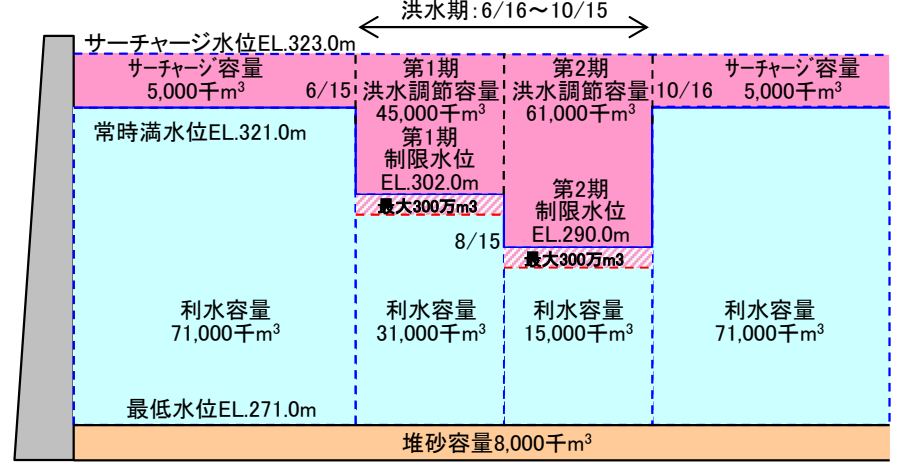 洪水期：6/16～10/15
サーチャージ水位EL.323.0m
サーチャージ容量
5,000千m³
6/15
第1期
洪水調節容量
45,000千m³
第1期
制限水位
EL.302.0m
最大300万m3
第2期
洪水調節容量
61,000千m³
第2期
制限水位
EL.290.0m
8/15
最大300万m3
10/16
サーチャージ容量
5,000千m³
常時満水位EL.321.0m
利水容量
71,000千m³
利水容量
31,000千m³
利水容量
15,000千m³
利水容量
71,000千m³
最低水位EL.271.0m
堆砂容量8,000千m³